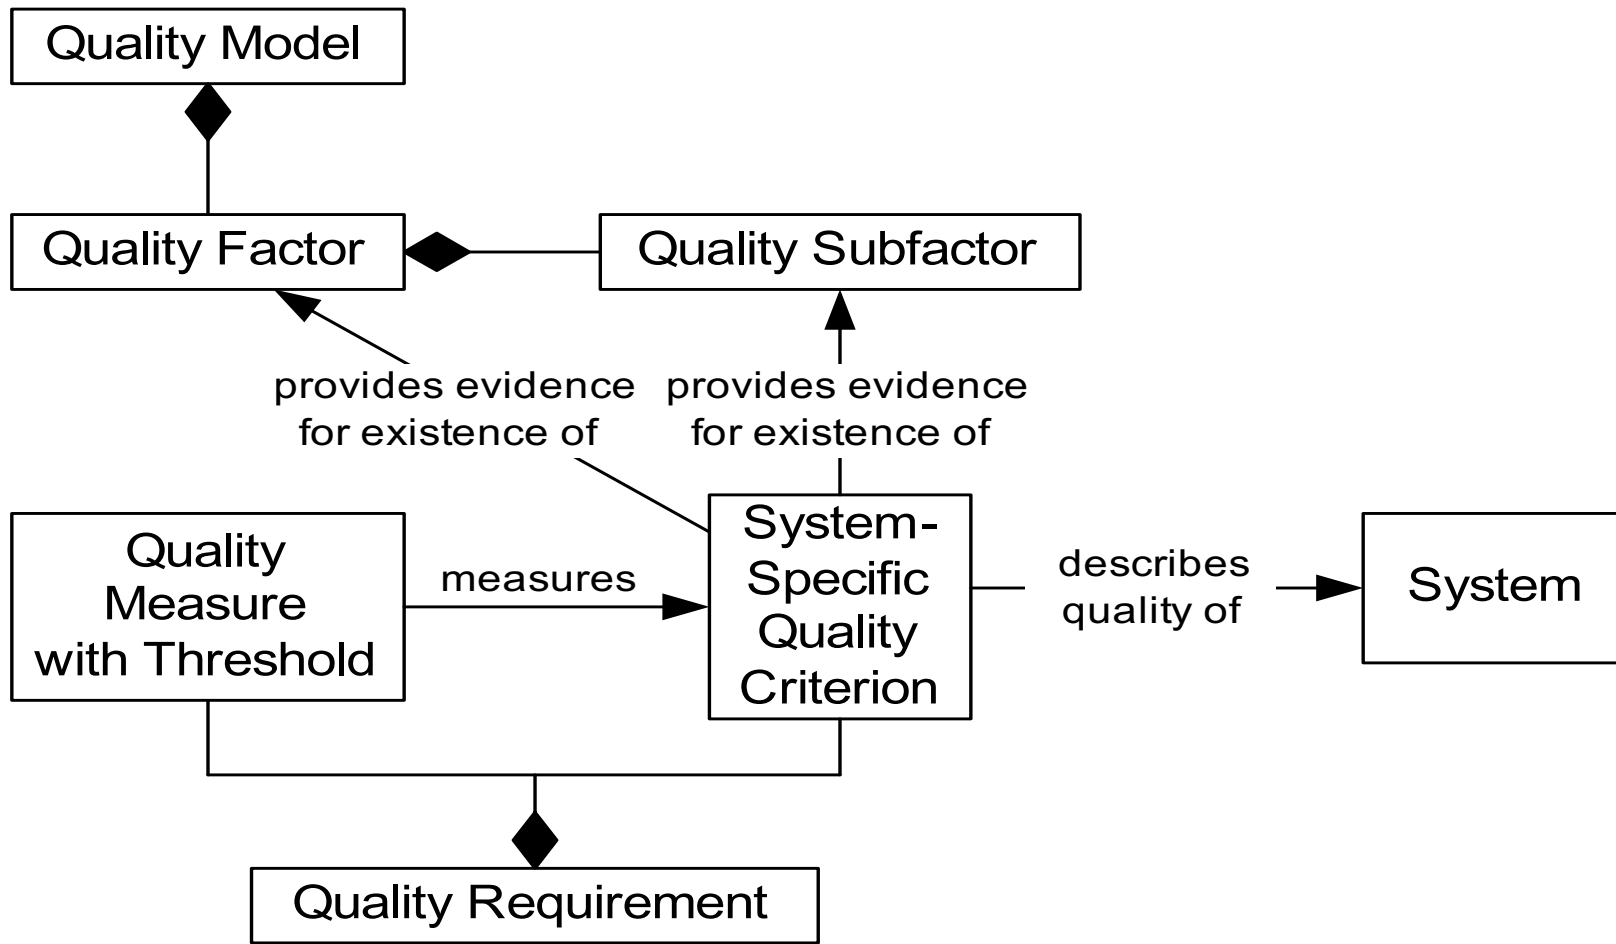 Quality Model
Quality Factor
Quality Subfactor
provides evidence
for existence of
provides evidence
for existence of
Quality
Measure
with Threshold
measures
System-
Specific
Quality
Criterion
describes
quality of
System
Quality Requirement